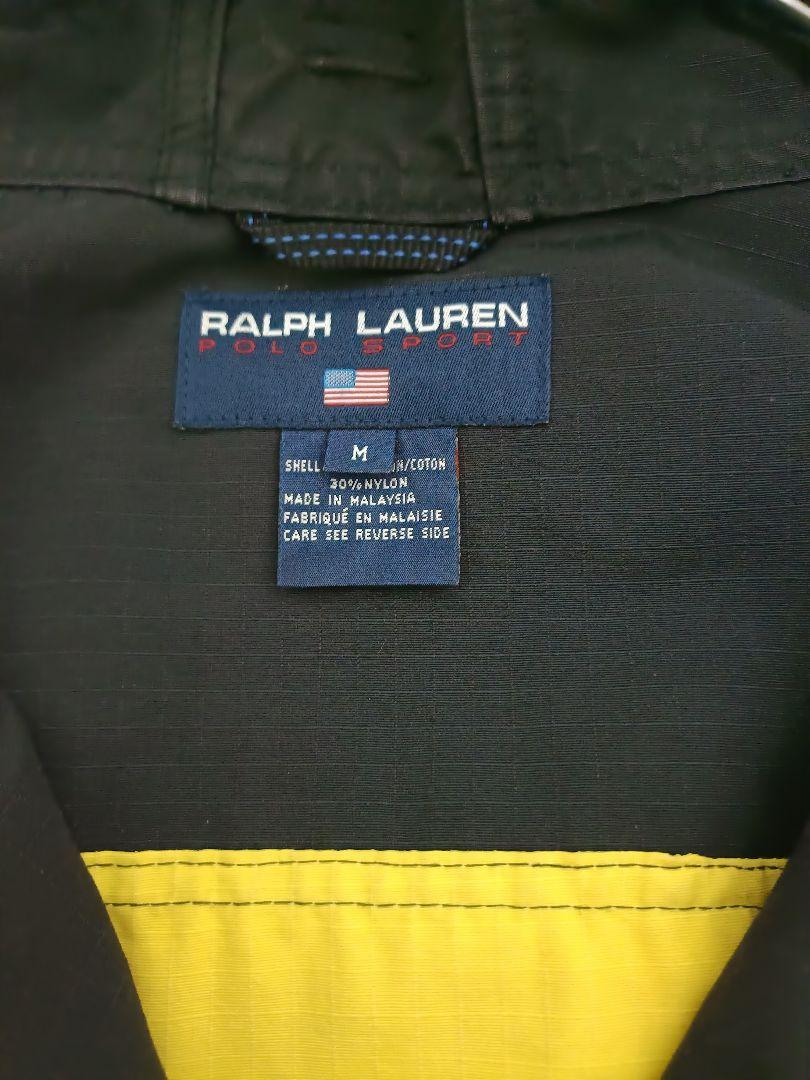 RALPH LAUREN
POLO SPORT
M
SHELL N/COTON
30% NYLON
MADE IN MALAYSIA
FABRIQUÉ EN MALAISIE
CARE SEE REVERSE SIDE